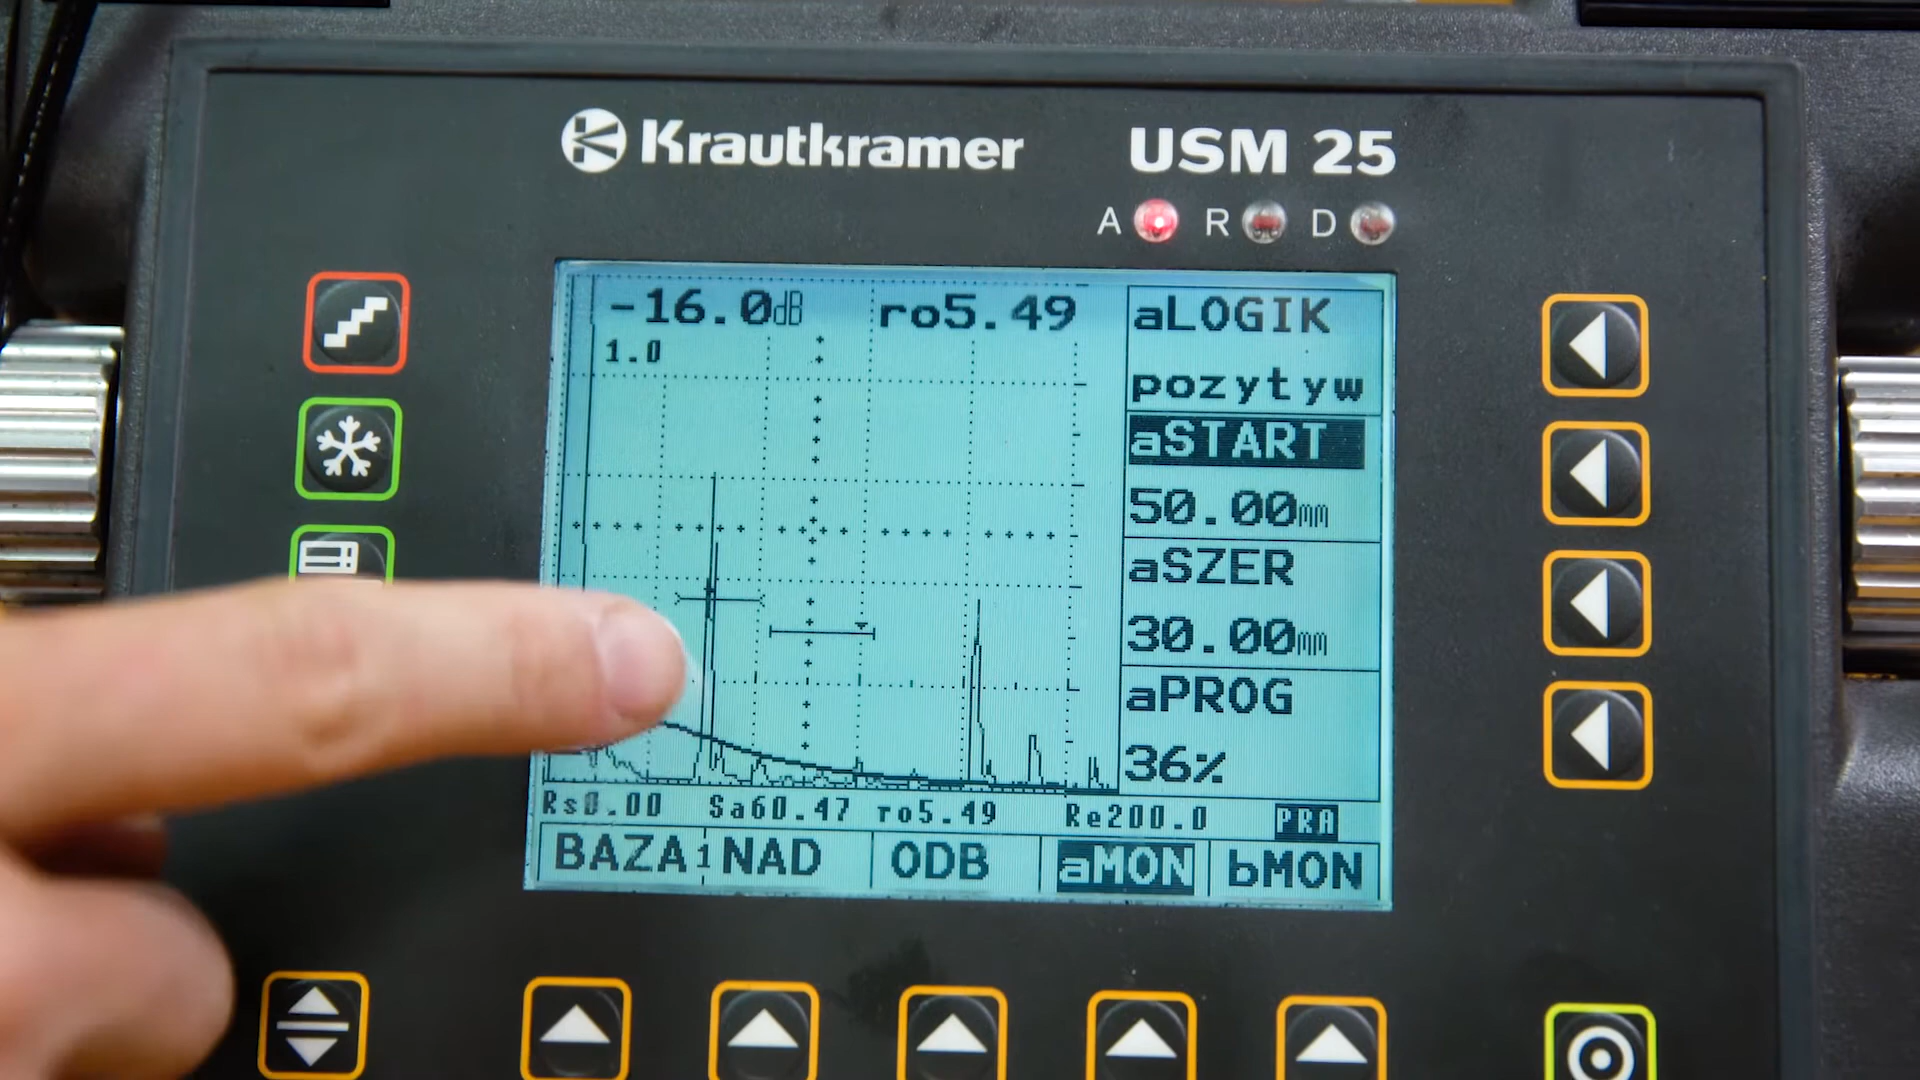 Krautkramer USM 25
A R D
-16.0dB ro5.49
1.0
aLOGIK
pozytyw
aSTART
50.00mm
aSZER
30.00mm
aPROG
36%
Rs0.00 Sa60.47 ro5.49 Re200.0 PRA
BAZA 1 NAD ODB aMON bMON